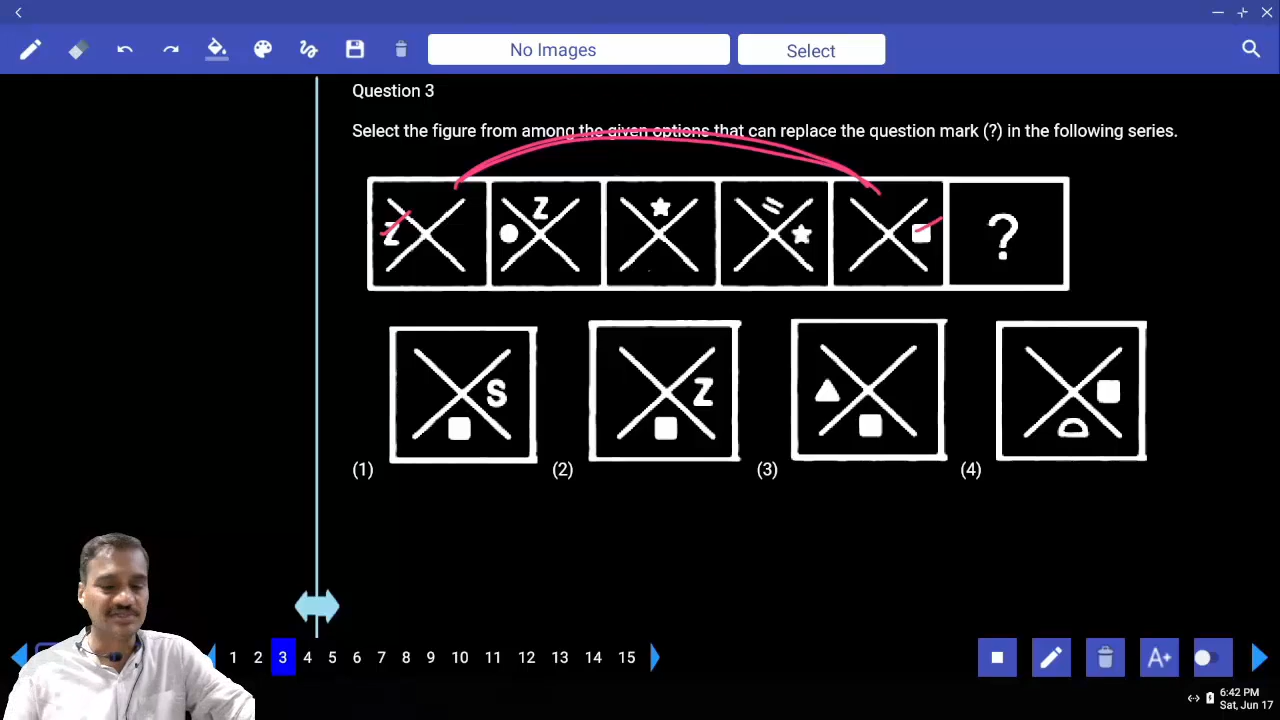 No Images
Select
Question 3
Select the figure from among the given options that can replace the question mark (?) in the following series.
Z
Z
=
?
S
Z
(1)
(2)
(3)
(4)
1 2 3 4 5 6 7 8 9 10 11 12 13 14 15
A+
6:42 PM
Sat, Jun 17